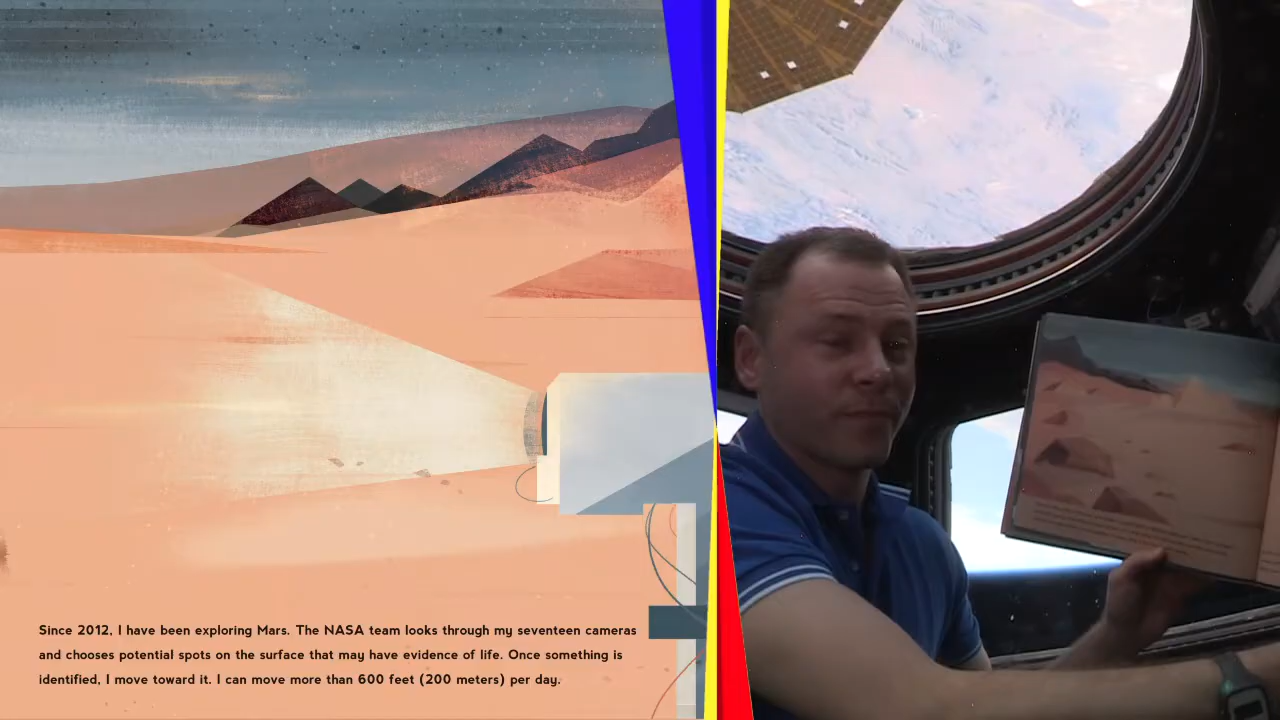 Since 2012, I have been exploring Mars. The NASA team looks through my seventeen cameras
and chooses potential spots on the surface that may have evidence of life. Once something is
identified, I move toward it. I can move more than 600 feet (200 meters) per day.